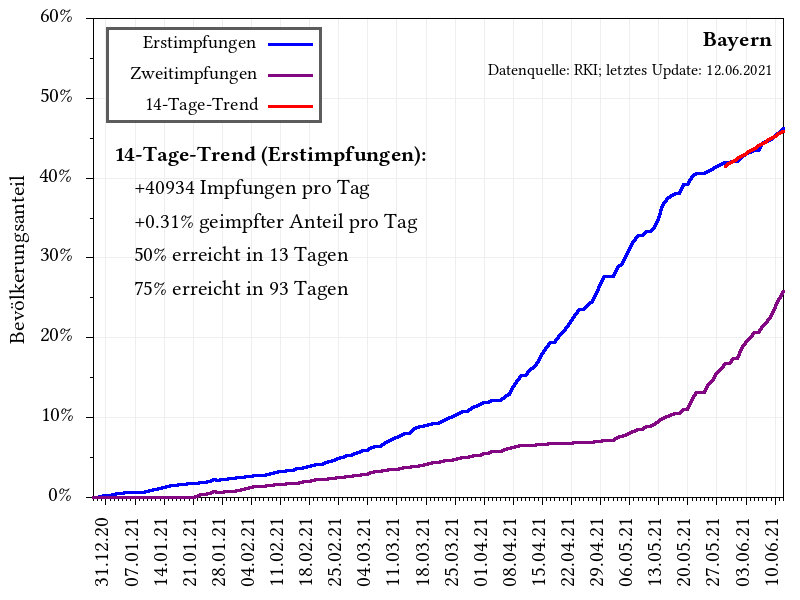 60%
50%
40%
30%
20%
10%
0%
Bevölkerungsanteil
Erstimpfungen
Zweitimpfungen
14-Tage-Trend
Bayern
Datenquelle: RKI; letztes Update: 12.06.2021
14-Tage-Trend (Erstimpfungen):
+40934 Impfungen pro Tag
+0.31% geimpfter Anteil pro Tag
50% erreicht in 13 Tagen
75% erreicht in 93 Tagen
31.12.20
07.01.21
14.01.21
21.01.21
28.01.21
04.02.21
11.02.21
18.02.21
25.02.21
04.03.21
11.03.21
18.03.21
25.03.21
01.04.21
08.04.21
15.04.21
22.04.21
29.04.21
06.05.21
13.05.21
20.05.21
27.05.21
03.06.21
10.06.21